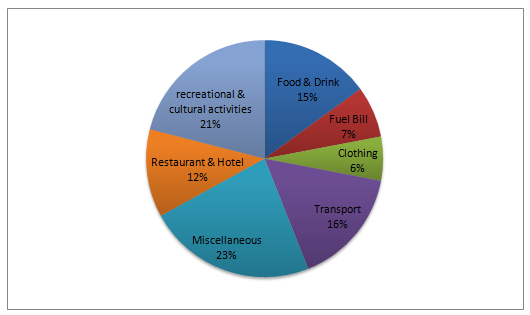 Food & Drink
15%
Fuel Bill
7%
Clothing
6%
Transport
16%
Miscellaneous
23%
Restaurant & Hotel
12%
recreational &
cultural activities
21%